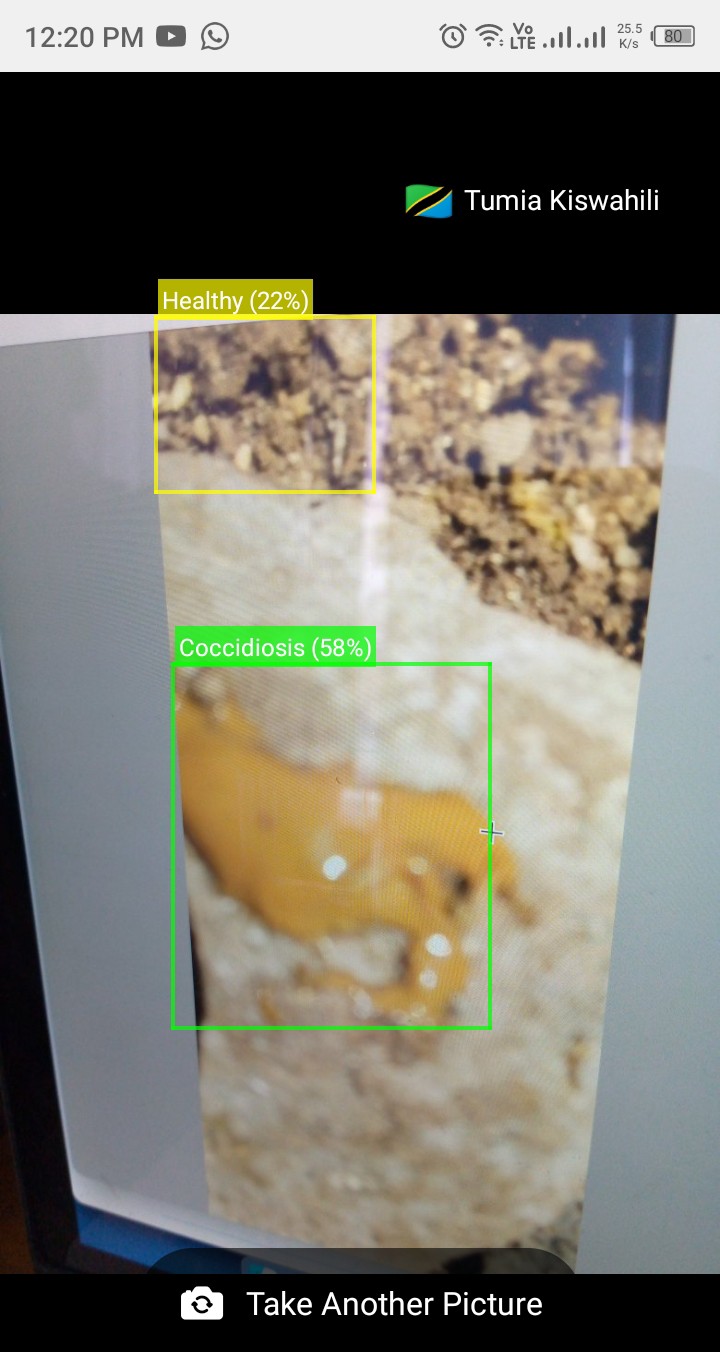 12:20 PM
Vo
LTE
25.5
K/s
80
Tumia Kiswahili
Healthy (22%)
Coccidiosis (58%)
Take Another Picture